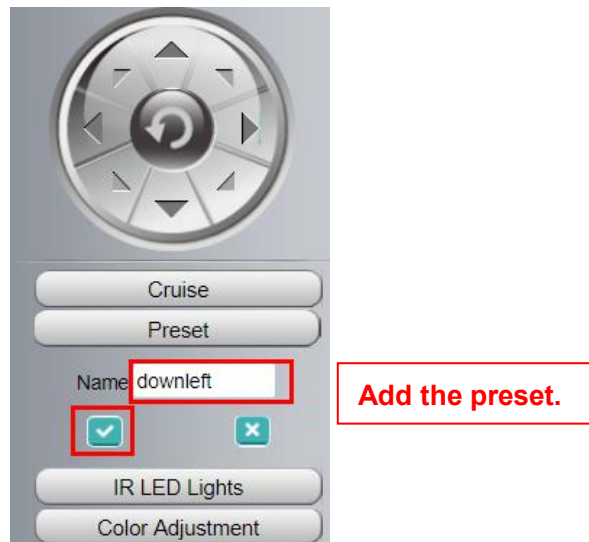 Cruise
Preset
Name downleft
Add the preset.
IR LED Lights
Color Adjustment